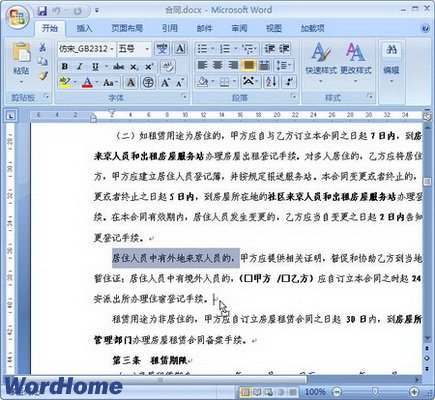 合同.docx - Microsoft Word
开始 插入 页面布局 引用 邮件 审阅 视图 加载项
粘贴 仿宋_GB2312 五号 快速样式 更改样式 编辑
剪贴板 字体 段落 样式
(二) 如租赁用途为居住的,甲方应自与乙方订立本合同之日起 7 日内,到房
来京人员和出租房屋服务站办理房屋出租登记手续。对多人居住的,乙方应将居住
方,甲方应建立居住人员登记簿,并按规定报送服务站。本合同变更或者终止的,
更或者终止之日起 5 日内,到房屋所在地的社区来京人员和出租房屋服务站办理登
续。在本合同有效期内,居住人员发生变更的,乙方应当自变更之日起 2 日内告知
更登记手续。
居住人员中有外地来京人员的,甲方应提供相关证明,督促和协助乙方到当地
暂住证;居住人员中有境外人员的,(口甲方 /口乙方)应自订立本合同之时起 24
安派出所办理住宿登记手续。
租赁用途为非居住的,甲方应自订立房屋租赁合同之日起 30 日内,到房屋所
管理部门办理房屋租赁合同备案手续。
第三条 租赁期限
WordHome
100%